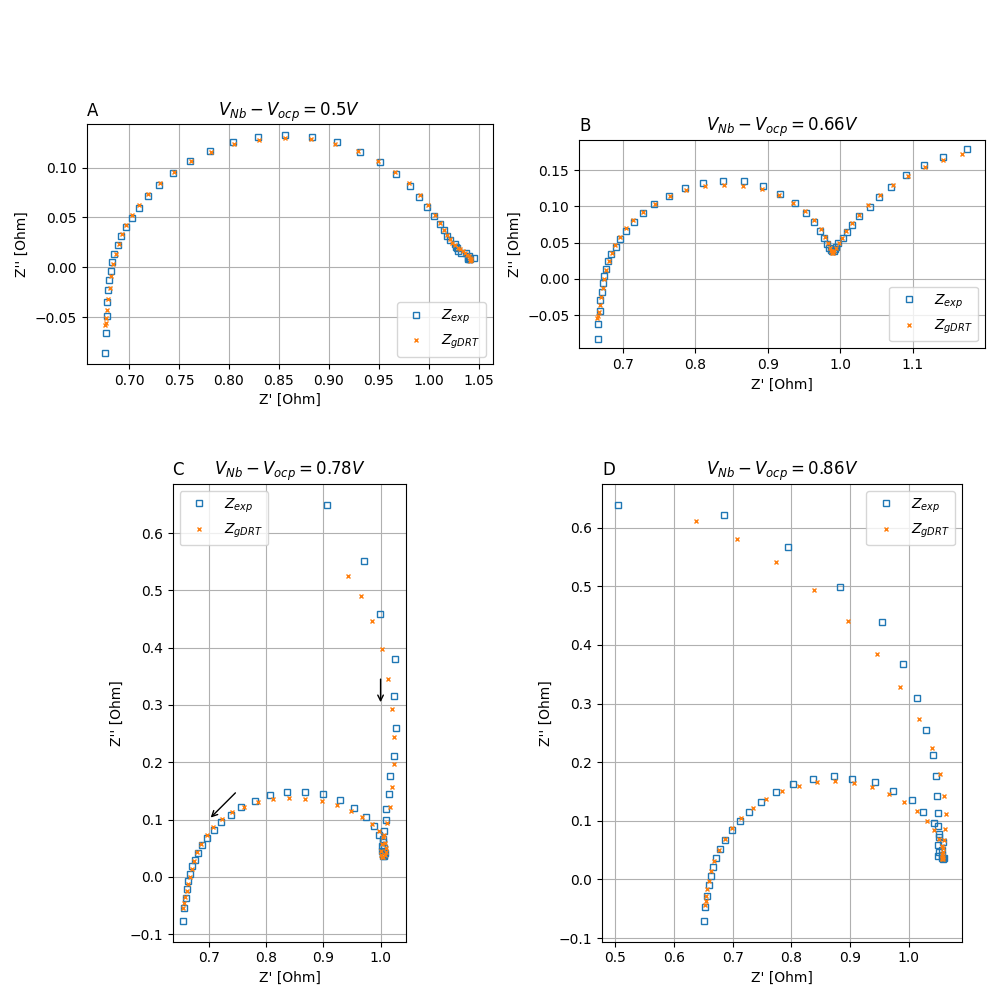 A
V_Nb − V_ocp = 0.5V
Z'' [Ohm]
0.10
0.05
0.00
−0.05
0.70 0.75 0.80 0.85 0.90 0.95 1.00 1.05
Z' [Ohm]
Z_exp
Z_gDRT
B
V_Nb − V_ocp = 0.66V
Z'' [Ohm]
0.15
0.10
0.05
0.00
−0.05
0.7 0.8 0.9 1.0 1.1
Z' [Ohm]
Z_exp
Z_gDRT
C
V_Nb − V_ocp = 0.78V
Z'' [Ohm]
0.6
0.5
0.4
0.3
0.2
0.1
0.0
−0.1
0.7 0.8 0.9 1.0
Z' [Ohm]
Z_exp
Z_gDRT
D
V_Nb − V_ocp = 0.86V
Z'' [Ohm]
0.6
0.5
0.4
0.3
0.2
0.1
0.0
−0.1
0.5 0.6 0.7 0.8 0.9 1.0
Z' [Ohm]
Z_exp
Z_gDRT